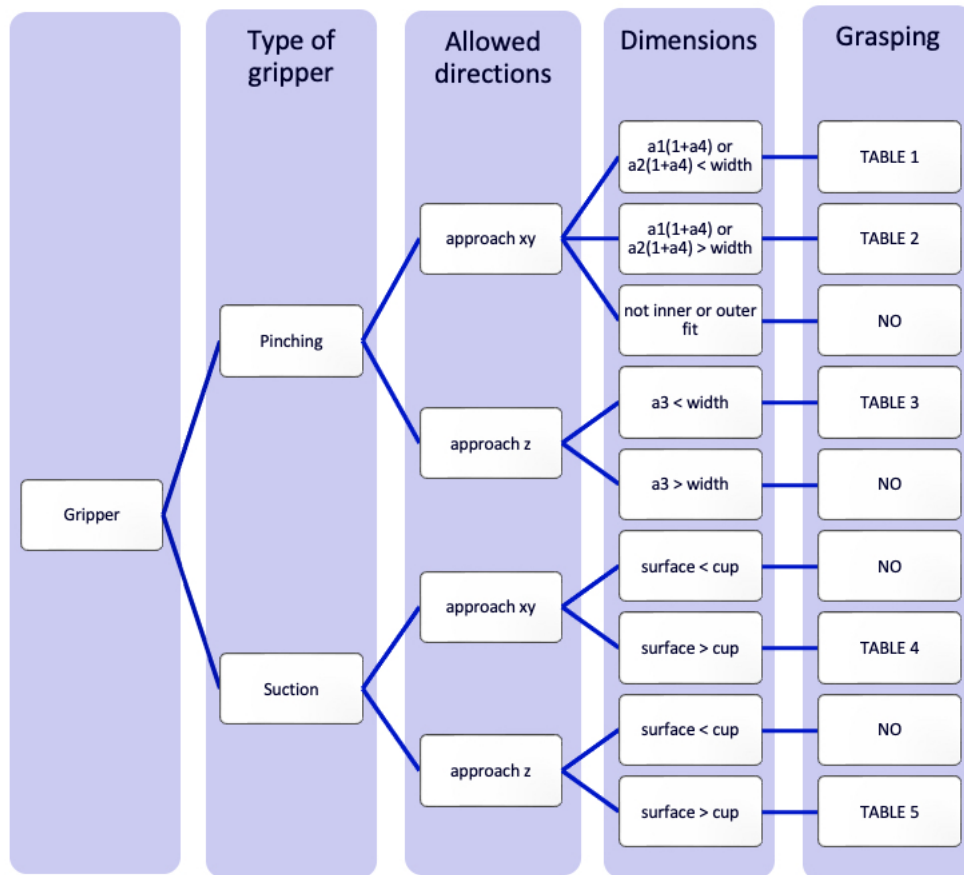 Type of
gripper
Allowed
directions
Dimensions
Grasping
Gripper
Pinching
Suction
approach xy
approach z
approach xy
approach z
a1(1+a4) or
a2(1+a4) < width
a1(1+a4) or
a2(1+a4) > width
not inner or outer
fit
a3 < width
a3 > width
surface < cup
surface > cup
surface < cup
surface > cup
TABLE 1
TABLE 2
NO
TABLE 3
NO
NO
TABLE 4
NO
TABLE 5